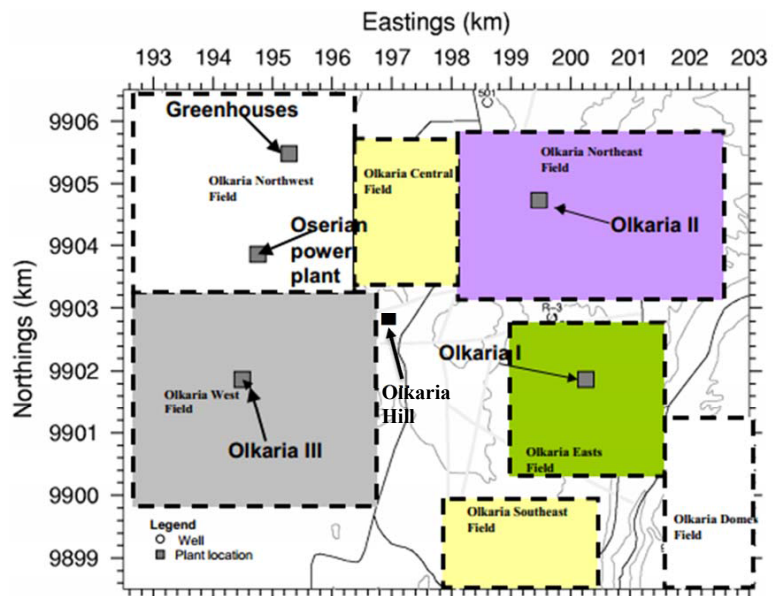 Eastings (km)
193 194 195 196 197 198 199 200 201 202 203
Northings (km)
9906
9905
9904
9903
9902
9901
9900
9899
Greenhouses
Olkaria Northwest
Field
Oserian
power
plant
Olkaria Central
Field
501
C
Olkaria Northeast
Field
Olkaria II
R-3
Olkaria I
Olkaria
Hill
Olkaria West
Field
Olkaria III
Olkaria Easts
Field
Olkaria Southeast
Field
Olkaria Domes
Field
Legend
Well
Plant location